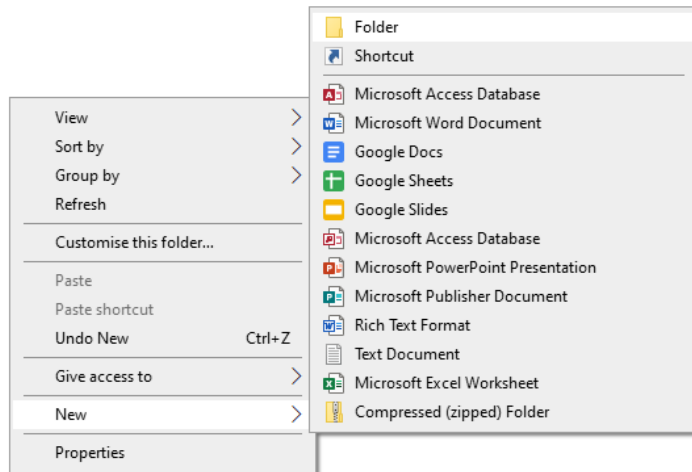 View
Sort by
Group by
Refresh
Customise this folder...
Paste
Paste shortcut
Undo New Ctrl+Z
Give access to
New
Properties
Folder
Shortcut
Microsoft Access Database
Microsoft Word Document
Google Docs
Google Sheets
Google Slides
Microsoft Access Database
Microsoft PowerPoint Presentation
Microsoft Publisher Document
Rich Text Format
Text Document
Microsoft Excel Worksheet
Compressed (zipped) Folder